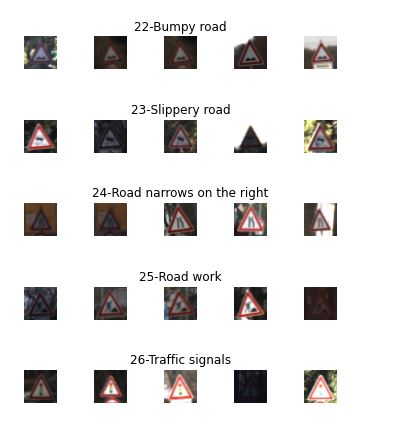 22-Bumpy road
23-Slippery road
24-Road narrows on the right
25-Road work
26-Traffic signals